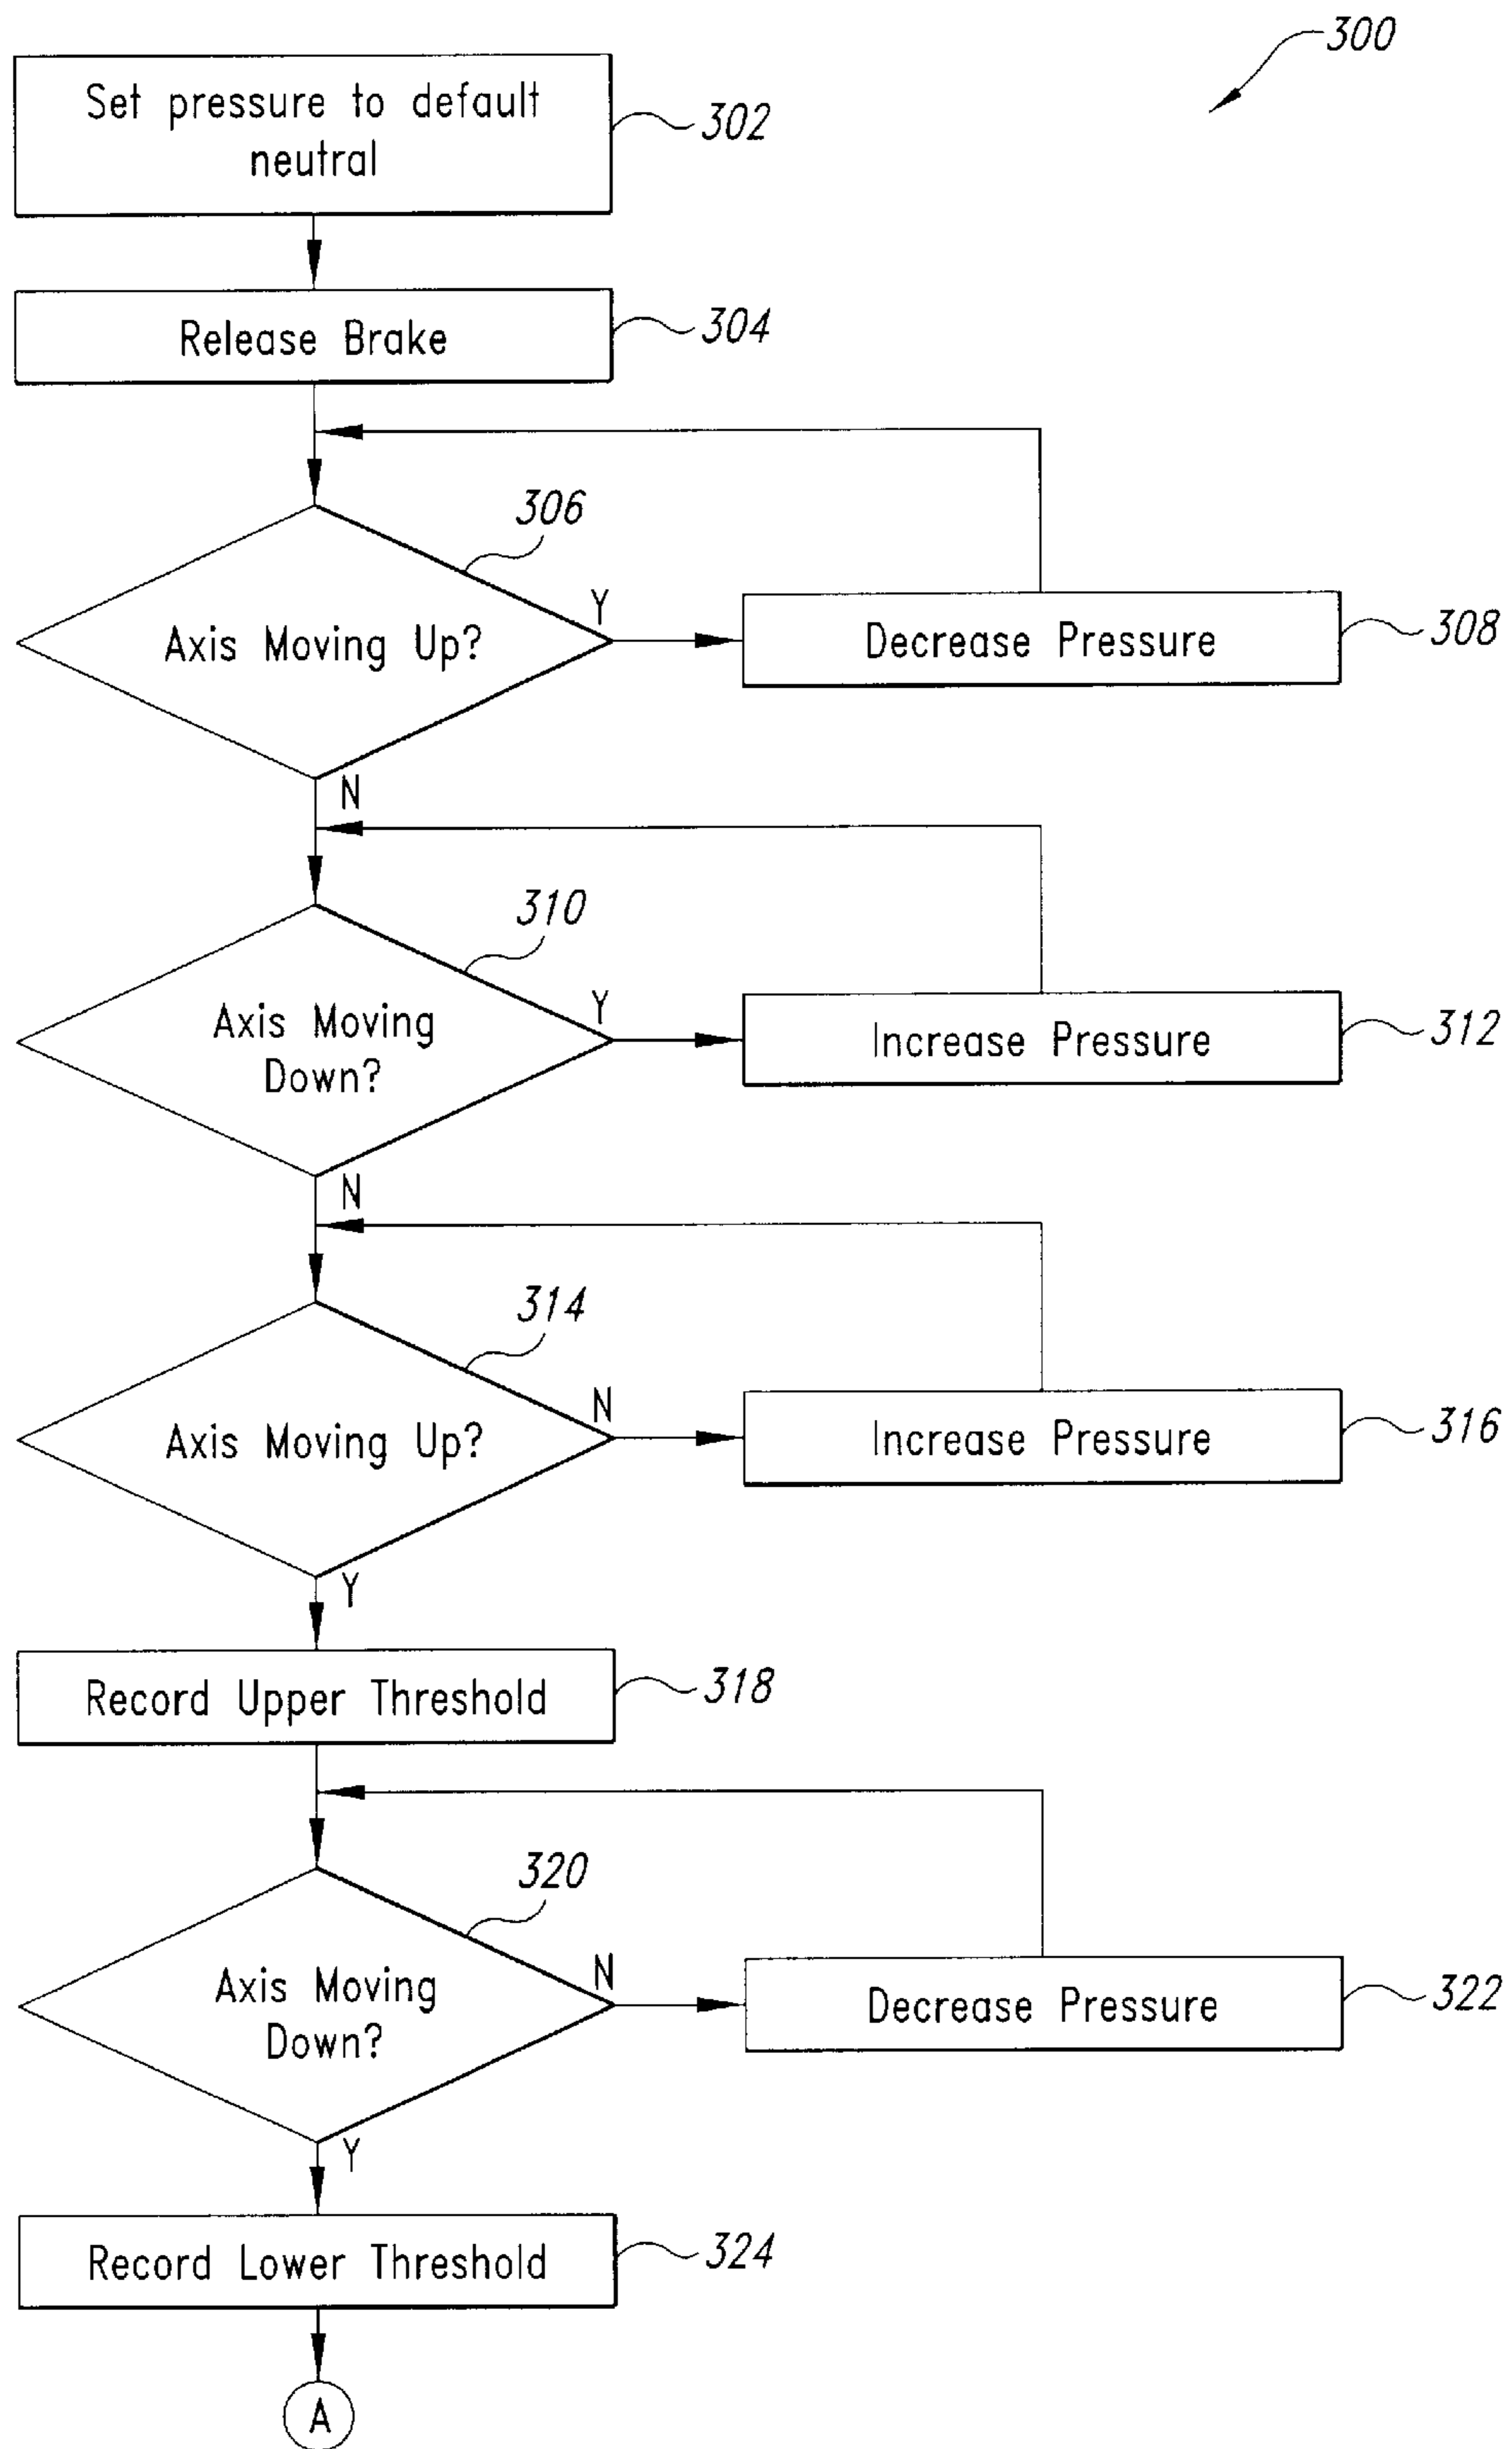 300
Set pressure to default
neutral
302
Release Brake
304
306
Axis Moving Up?
Y
Decrease Pressure
308
N
310
Axis Moving
Down?
Y
Increase Pressure
312
N
314
Axis Moving Up?
N
Increase Pressure
316
Y
Record Upper Threshold
318
320
Axis Moving
Down?
N
Decrease Pressure
322
Y
Record Lower Threshold
324
A